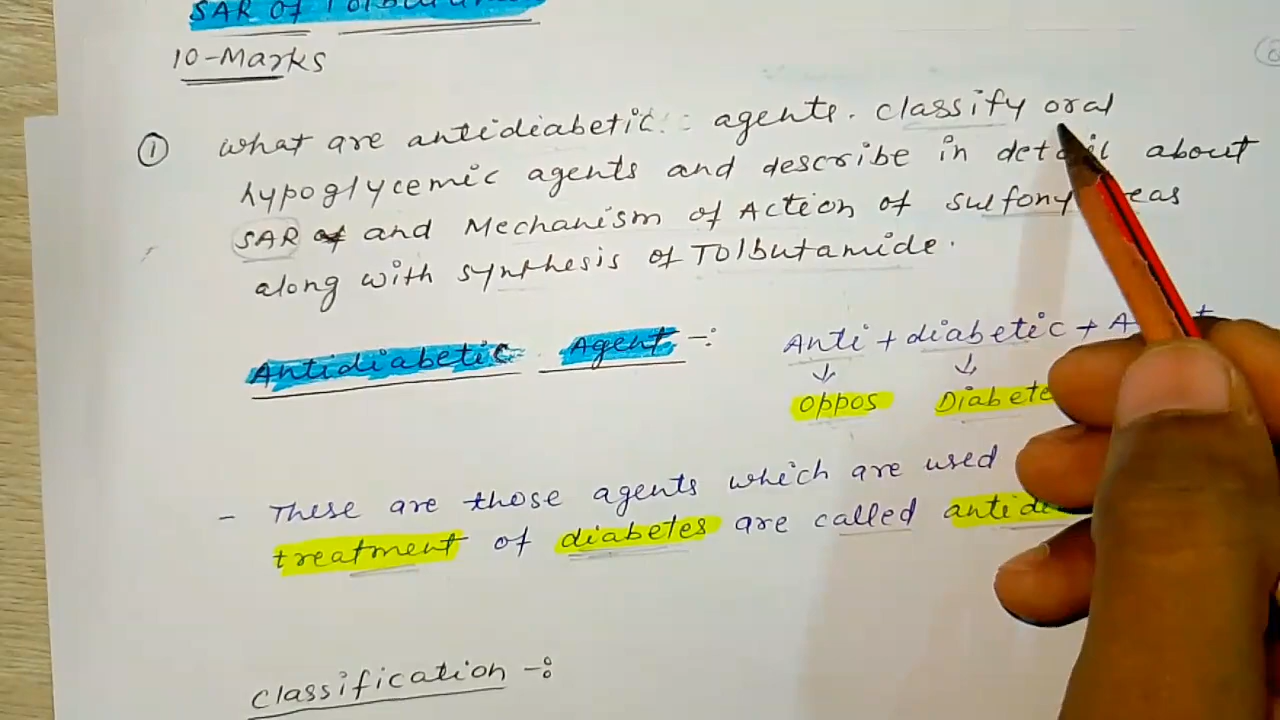 SAR of
10-Marks
① What are antidiabetic agents. Classify oral
hypoglycemic agents and describe in detail about
SAR and Mechanism of Action of
along with synthesis of Tolbutamide.
Antidiabetic Agent -:
Anti + diabetic +
↓ ↓
Oppos
- These are those agents which are used
treatment of diabetes are called
Classification -: